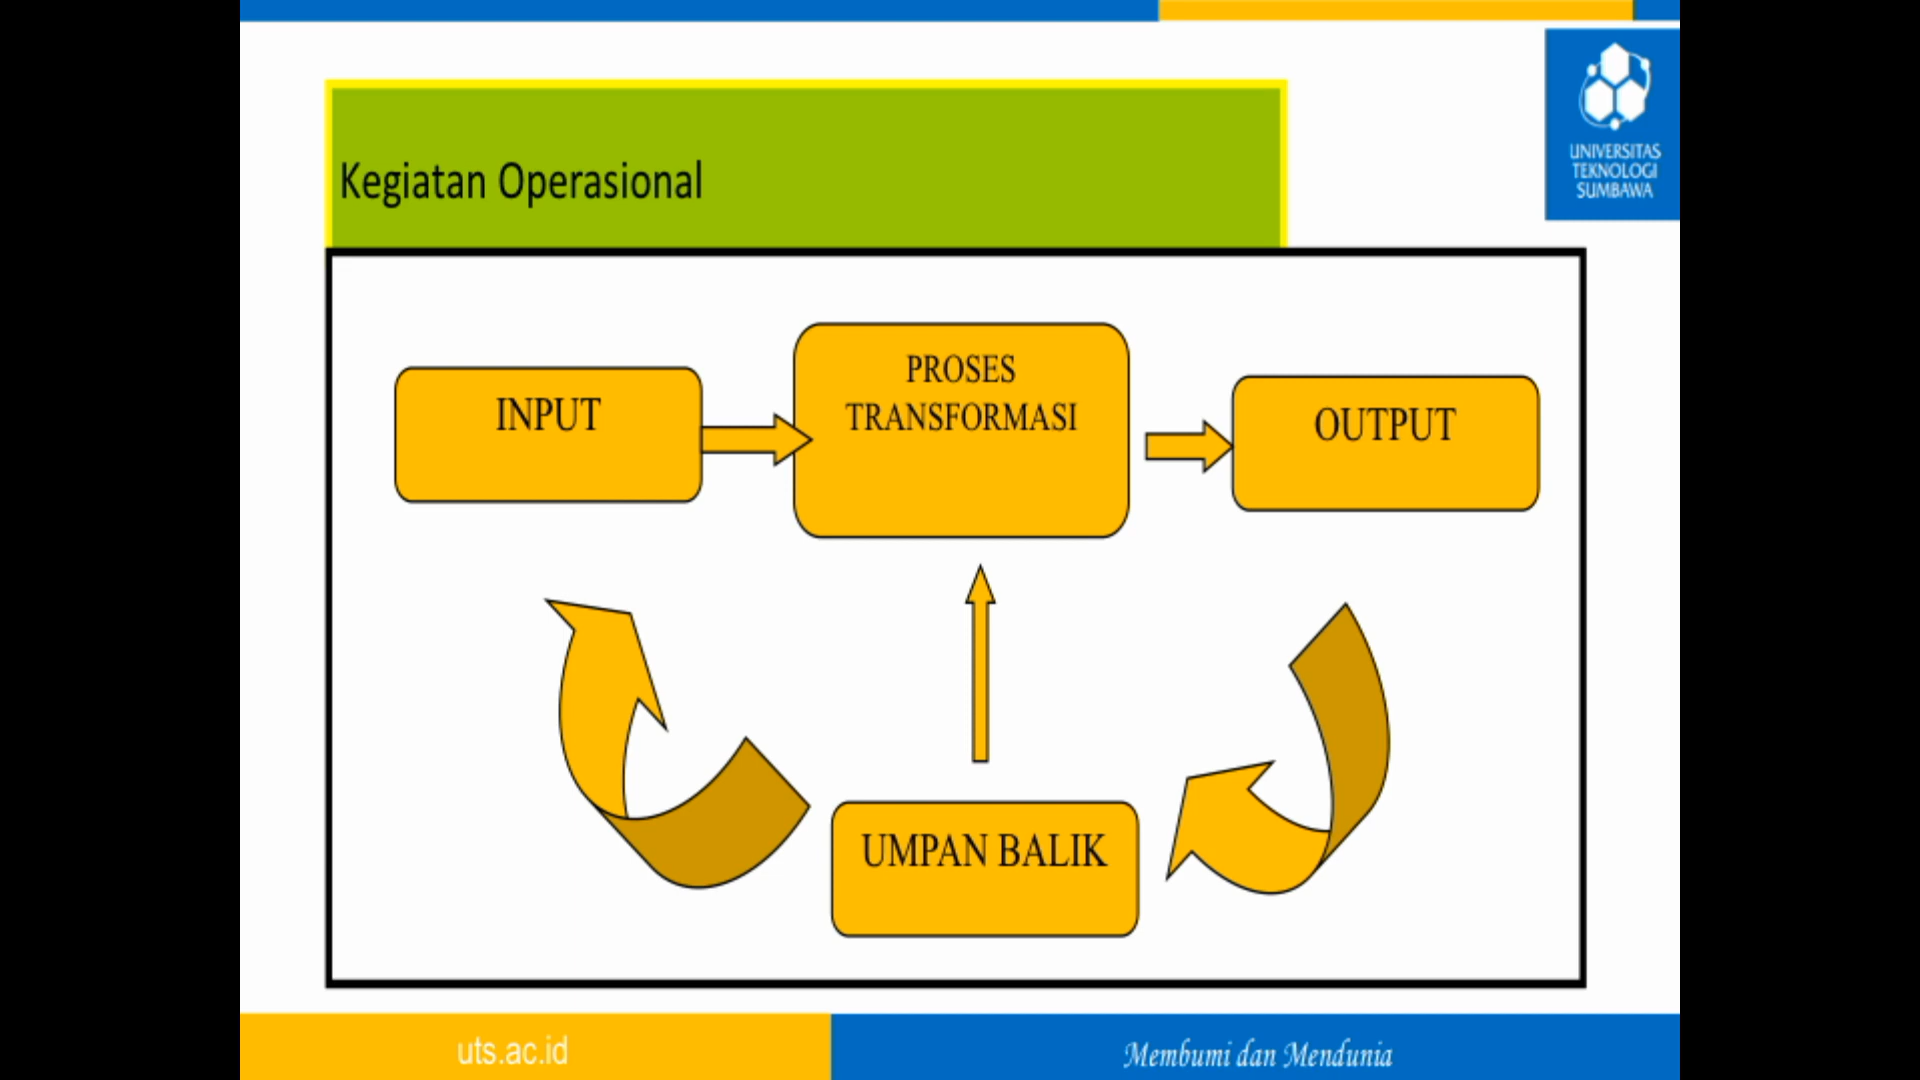 UNIVERSITAS
TEKNOLOGI
SUMBAWA
Kegiatan Operasional
INPUT
PROSES
TRANSFORMASI
OUTPUT
UMPAN BALIK
uts.ac.id
Membumi dan Mendunia